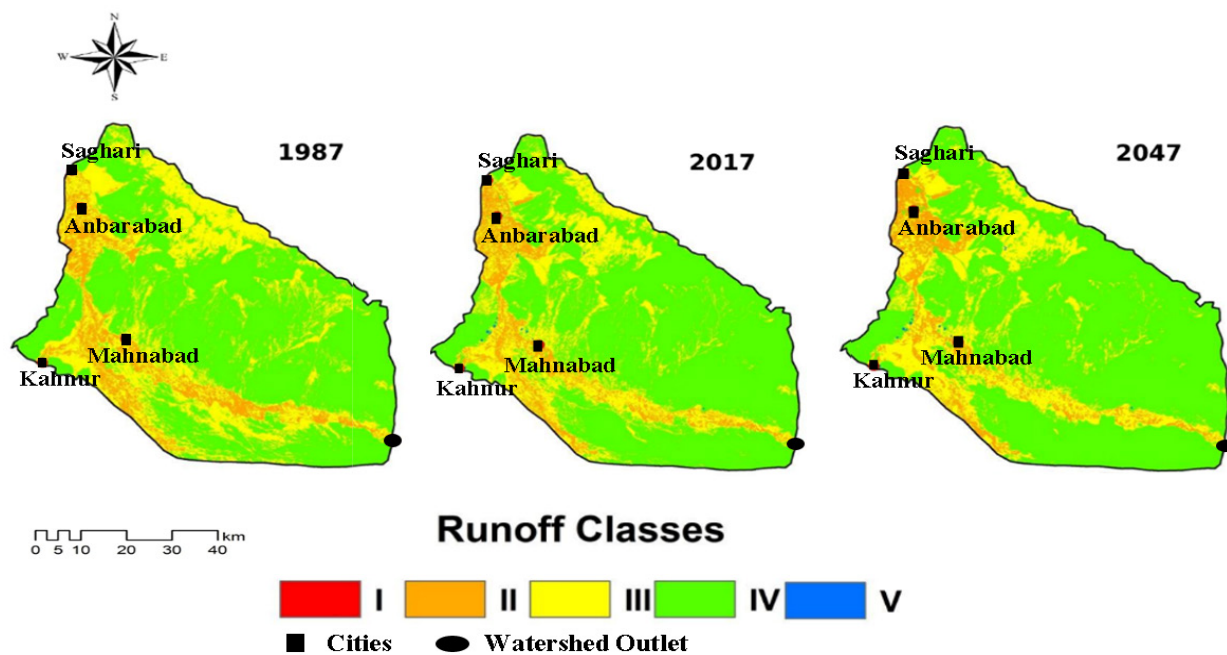 N
W E
S
1987
Saghari
Anbarabad
Mahnabad
Kahnur
2017
Saghari
Anbarabad
Mahnabad
Kahnur
2047
Saghari
Anbarabad
Mahnabad
Kahnur
km
0 5 10 20 30 40
Runoff Classes
I II III IV V
Cities Watershed Outlet